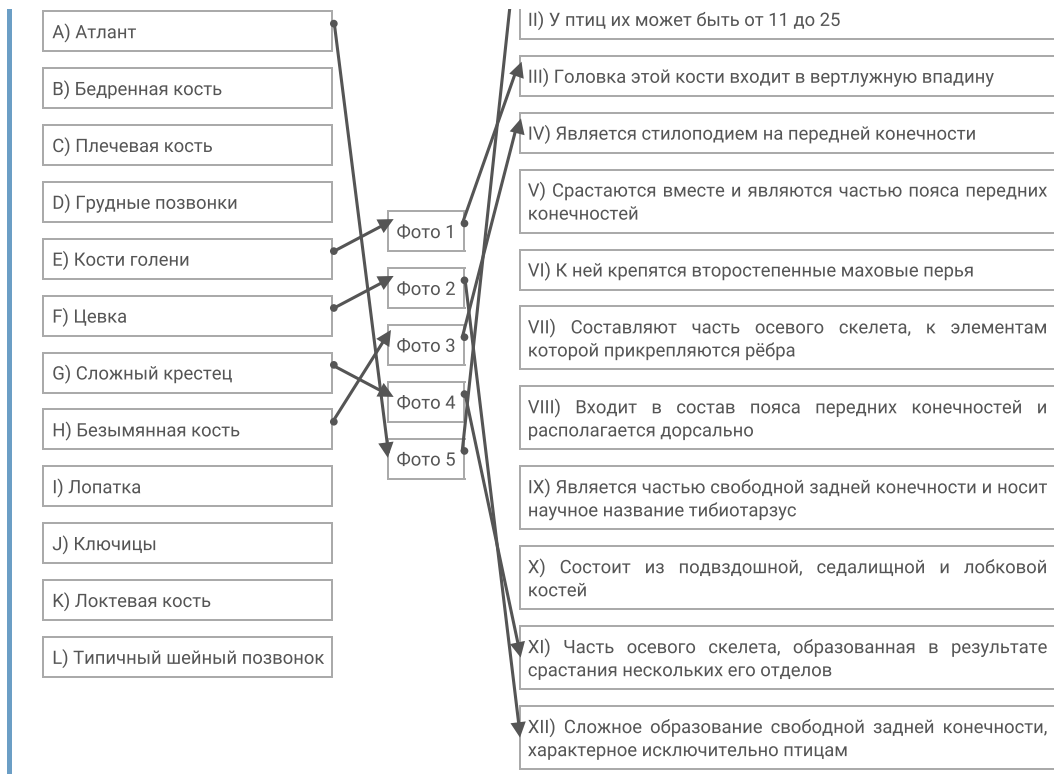 A) Атлант
B) Бедренная кость
C) Плечевая кость
D) Грудные позвонки
E) Кости голени
F) Цевка
G) Сложный крестец
H) Безымянная кость
I) Лопатка
J) Ключицы
K) Локтевая кость
L) Типичный шейный позвонок
Фото 1
Фото 2
Фото 3
Фото 4
Фото 5
II) У птиц их может быть от 11 до 25
III) Головка этой кости входит в вертлужную впадину
IV) Является стилоподием на передней конечности
V) Срастаются вместе и являются частью пояса передних
конечностей
VI) К ней крепятся второстепенные маховые перья
VII) Составляют часть осевого скелета, к элементам
которой прикрепляются рёбра
VIII) Входит в состав пояса передних конечностей и
располагается дорсально
IX) Является частью свободной задней конечности и носит
научное название тибиотарзус
X) Состоит из подвздошной, седалищной и лобковой
костей
XI) Часть осевого скелета, образованная в результате
срастания нескольких его отделов
XII) Сложное образование свободной задней конечности,
характерное исключительно птицам